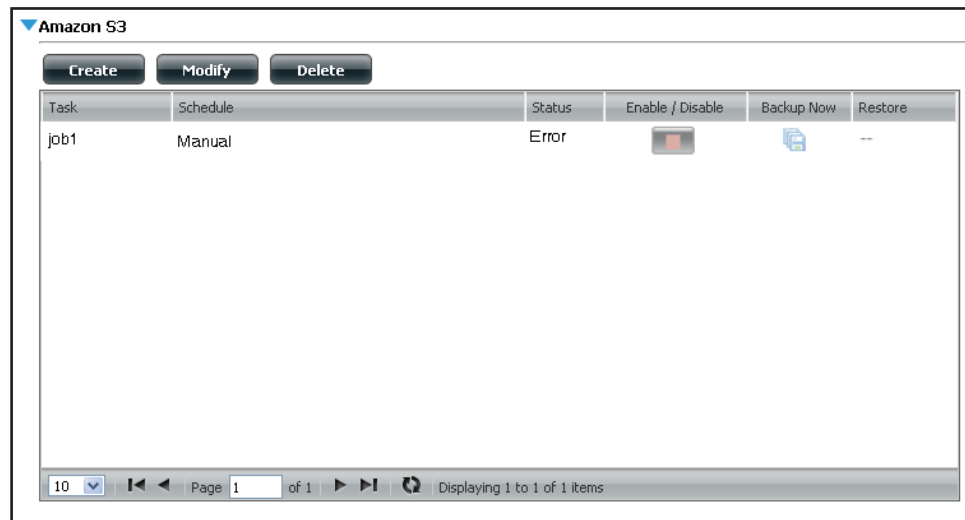 Amazon S3
Create Modify Delete
Task Schedule Status Enable / Disable Backup Now Restore
job1 Manual Error --
10 Page 1 of 1 Displaying 1 to 1 of 1 items